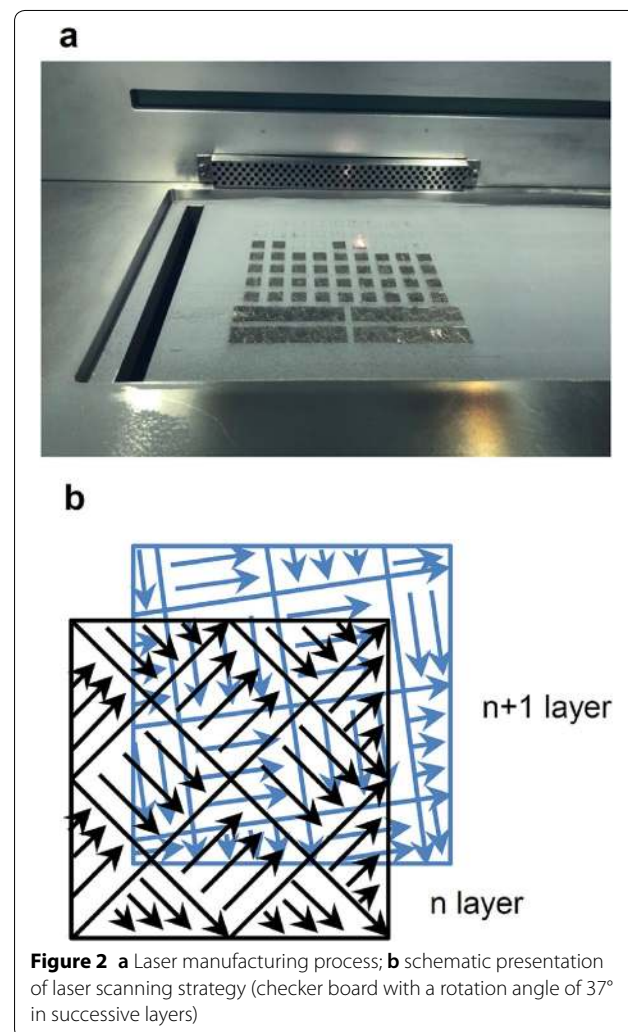 a
b
n+1 layer
n layer
Figure 2 a Laser manufacturing process; b schematic presentation
of laser scanning strategy (checker board with a rotation angle of 37°
in successive layers)